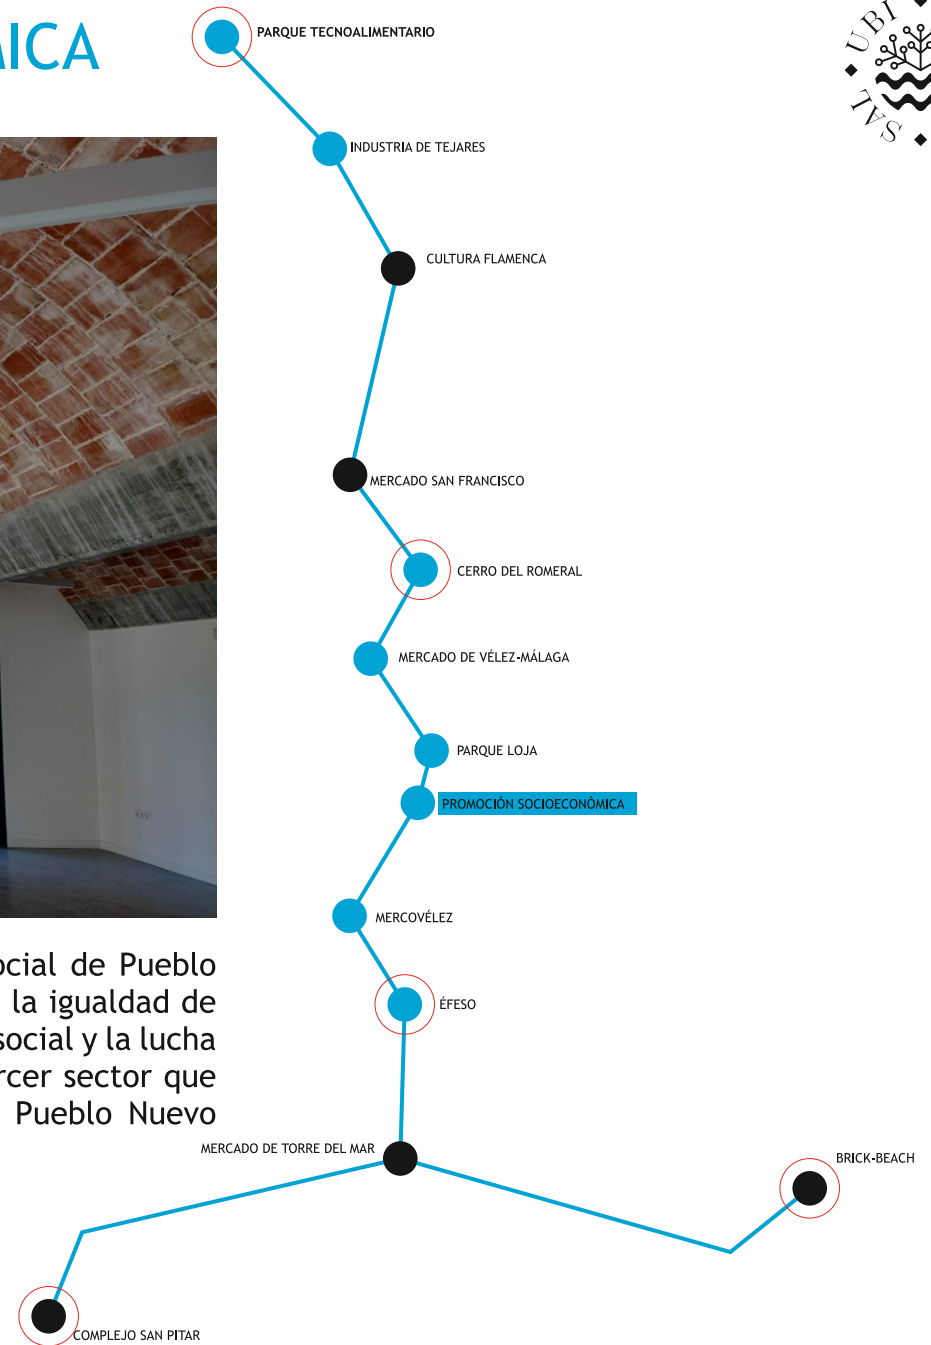 MICA
UBI
SAL
PARQUE TECNOALIMENTARIO
INDUSTRIA DE TEJARES
CULTURA FLAMENCA
MERCADO SAN FRANCISCO
CERRO DEL ROMERAL
MERCADO DE VÉLEZ-MÁLAGA
PARQUE LOJA
PROMOCIÓN SOCIOECONÓMICA
MERCOVÉLEZ
ÉFESO
ocial de Pueblo
la igualdad de
social y la lucha
rcer sector que
Pueblo Nuevo
MERCADO DE TORRE DEL MAR
BRICK-BEACH
COMPLEJO SAN PITAR